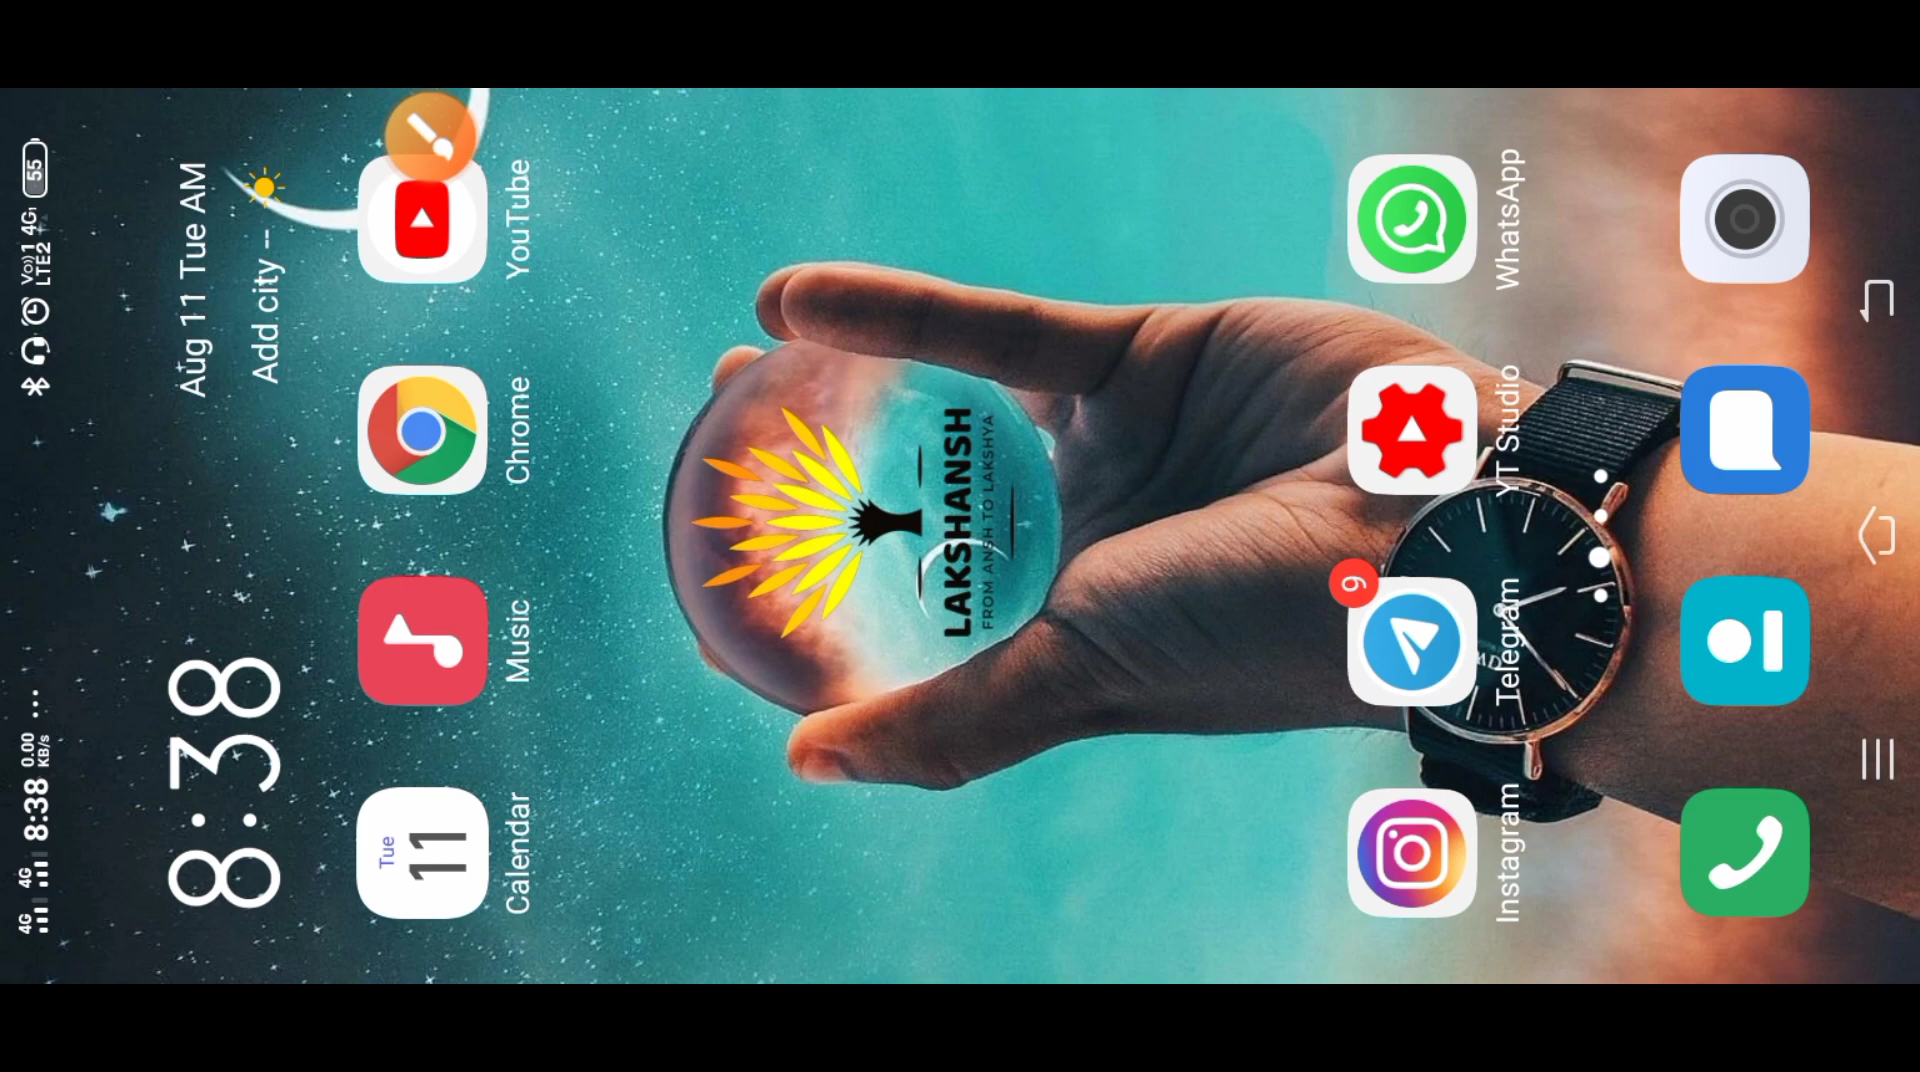 4G 4G 8:38 0.00 KB/s ...
Vo)) 1 4G1 LTE2 55
8:38
Aug 11 Tue AM
Add city --
Tue
11
Calendar
Music
Chrome
YouTube
LAKSHANSH
FROM ANSH TO LAKSHYA
9
Instagram
Telegram
YT Studio
WhatsApp